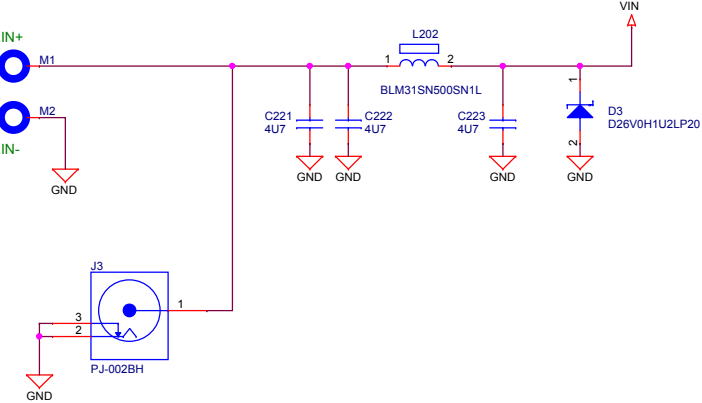 VIN
IN+
M1
L202
1
2
BLM31SN500SN1L
M2
IN-
GND
C221
4U7
C222
4U7
C223
4U7
1
2
D3
D26V0H1U2LP20
GND
GND
GND
GND
J3
1
3
2
PJ-002BH
GND